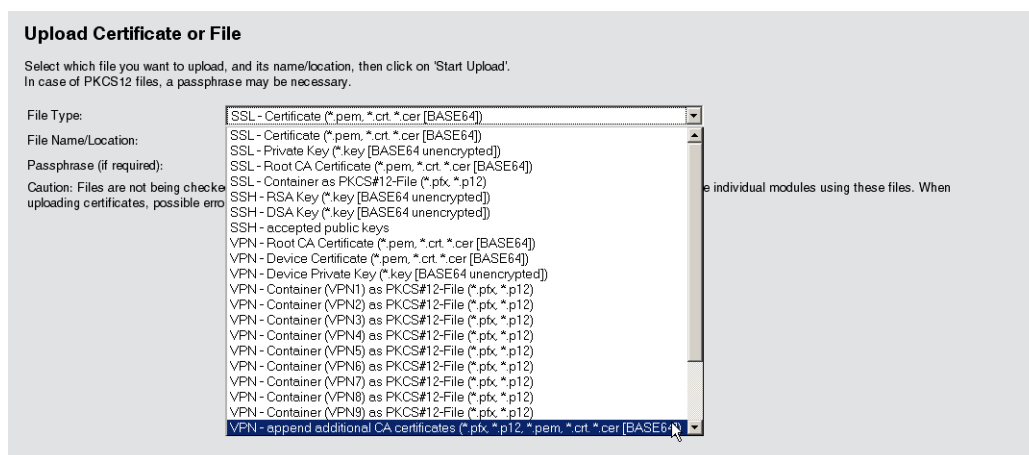 Upload Certificate or File
Select which file you want to upload, and its name/location, then click on 'Start Upload'.
In case of PKCS12 files, a passphrase may be necessary.
File Type:
SSL - Certificate (*.pem, *.crt. *.cer [BASE64])
File Name/Location:
Passphrase (if required):
Caution: Files are not being checke
e individual modules using these files. When
uploading certificates, possible erro
SSL - Certificate (*.pem, *.crt. *.cer [BASE64])
SSL - Private Key (*.key [BASE64 unencrypted])
SSL - Root CA Certificate (*.pem, *.crt. *.cer [BASE64])
SSL - Container as PKCS#12-File (*.pfx, *.p12)
SSH - RSA Key (*.key [BASE64 unencrypted])
SSH - DSA Key (*.key [BASE64 unencrypted])
SSH - accepted public keys
VPN - Root CA Certificate (*.pem, *.crt. *.cer [BASE64])
VPN - Device Certificate (*.pem, *.crt. *.cer [BASE64])
VPN - Device Private Key (*.key [BASE64 unencrypted])
VPN - Container (VPN1) as PKCS#12-File (*.pfx, *.p12)
VPN - Container (VPN2) as PKCS#12-File (*.pfx, *.p12)
VPN - Container (VPN3) as PKCS#12-File (*.pfx, *.p12)
VPN - Container (VPN4) as PKCS#12-File (*.pfx, *.p12)
VPN - Container (VPN5) as PKCS#12-File (*.pfx, *.p12)
VPN - Container (VPN6) as PKCS#12-File (*.pfx, *.p12)
VPN - Container (VPN7) as PKCS#12-File (*.pfx, *.p12)
VPN - Container (VPN8) as PKCS#12-File (*.pfx, *.p12)
VPN - Container (VPN9) as PKCS#12-File (*.pfx, *.p12)
VPN - append additional CA certificates (*.pfx, *.p12, *.pem, *.crt. *.cer [BASE64])